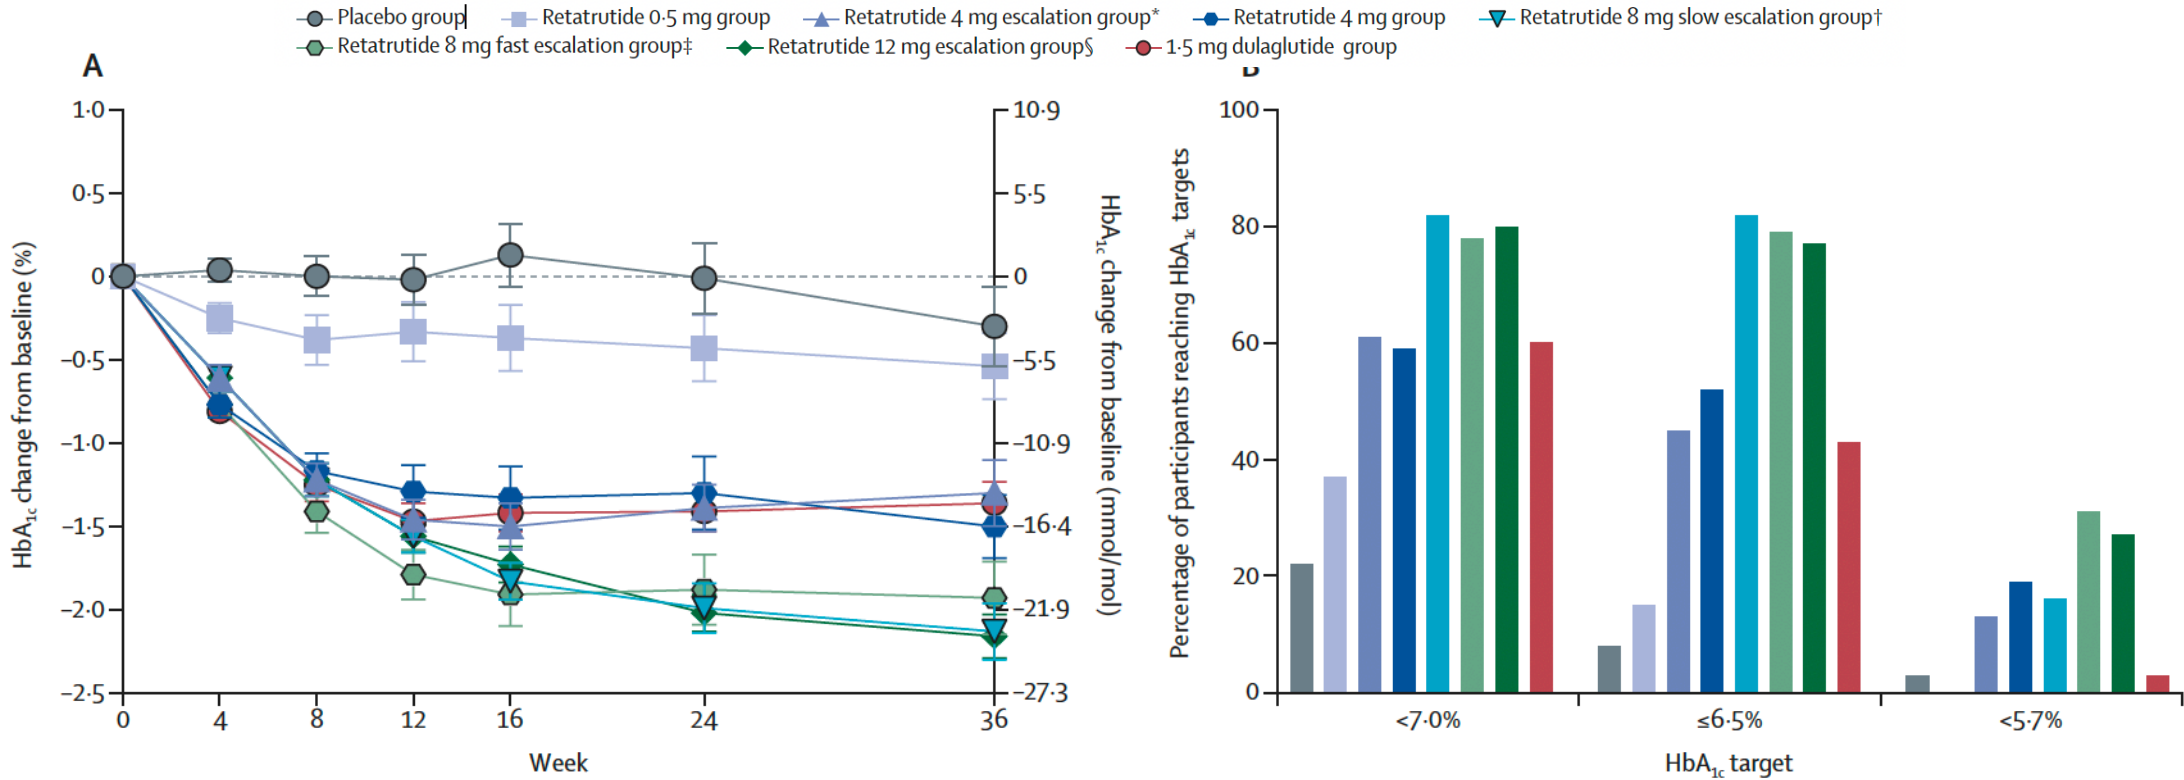 Placebo group Retatrutide 0·5 mg group Retatrutide 4 mg escalation group* Retatrutide 4 mg group Retatrutide 8 mg slow escalation group†
Retatrutide 8 mg fast escalation group‡ Retatrutide 12 mg escalation group§ 1·5 mg dulaglutide group
A
B
HbA1c change from baseline (%)
1·0
0·5
0
–0·5
–1·0
–1·5
–2·0
–2·5
0 4 8 12 16 24 36
Week
10·9
5·5
0
–5·5
–10·9
–16·4
–21·9
–27·3
HbA1c change from baseline (mmol/mol)
Percentage of participants reaching HbA1c targets
100
80
60
40
20
0
<7·0% ≤6·5% <5·7%
HbA1c target